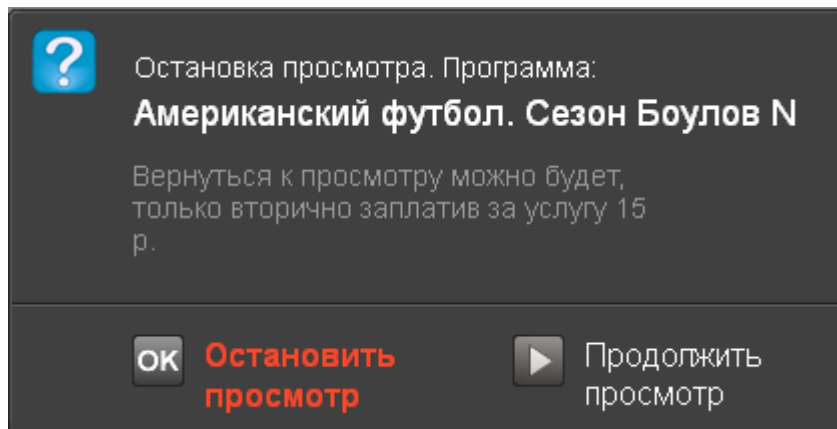 ?
Остановка просмотра. Программа:
Американский футбол. Сезон Боулов N
Вернуться к просмотру можно будет,
только вторично заплатив за услугу 15
р.
OK Остановить
просмотр
Продолжить
просмотр